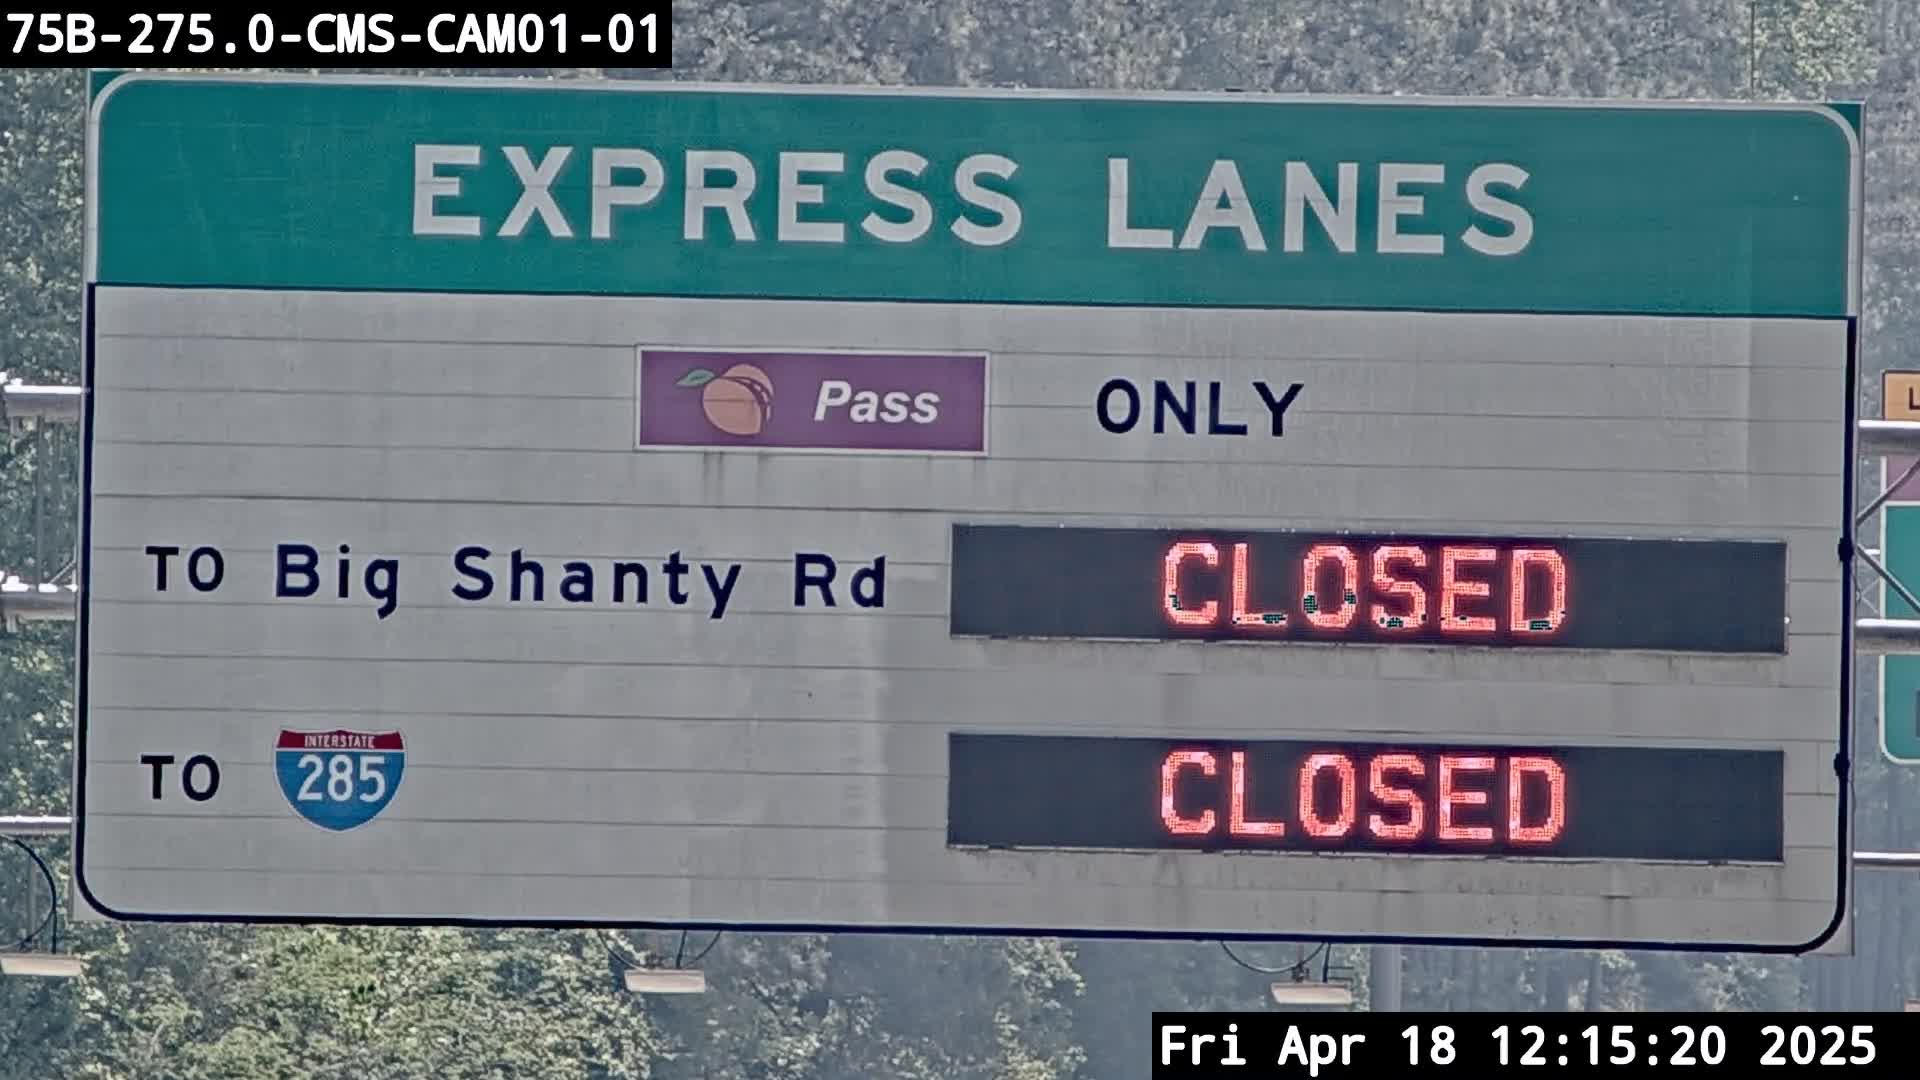 75B-275.0-CMS-CAM01-01
EXPRESS LANES
Pass ONLY
TO Big Shanty Rd CLOSED
TO INTERSTATE 285 CLOSED
Fri Apr 18 12:15:20 2025